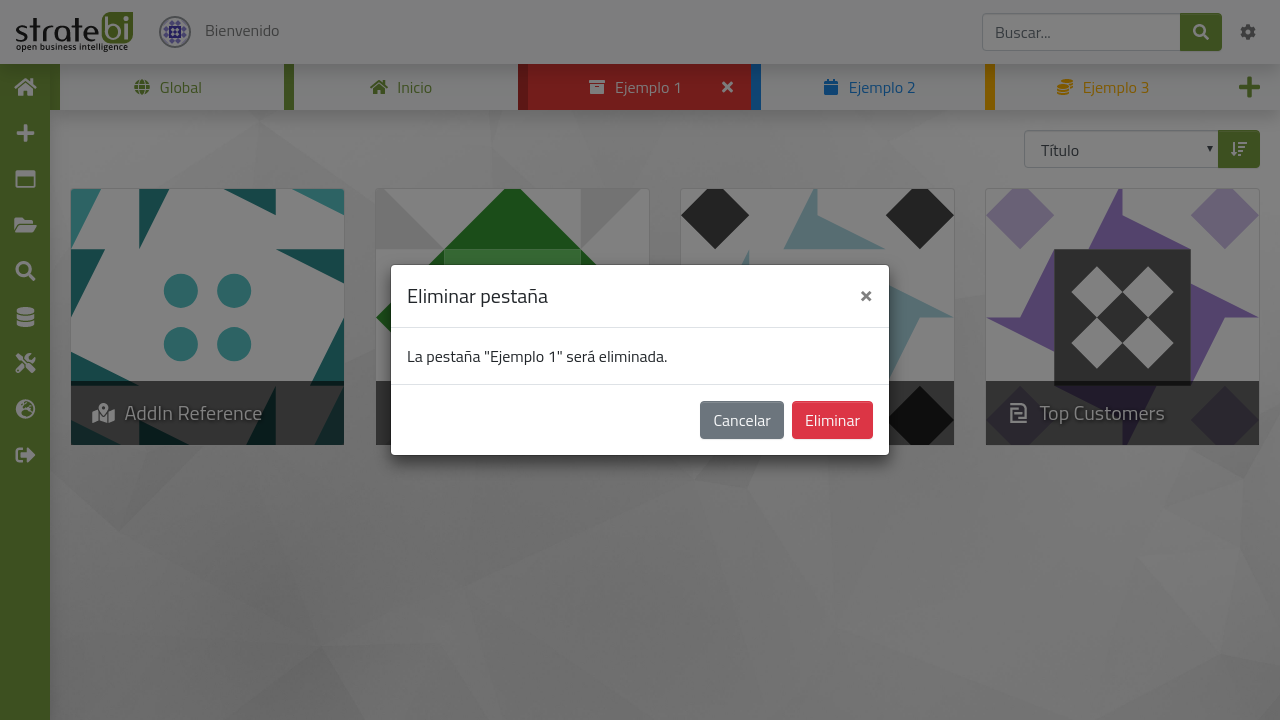 stratebi
open business intelligence
Bienvenido
Buscar...
Global
Inicio
Ejemplo 1
Ejemplo 2
Ejemplo 3
Título
Eliminar pestaña
×
La pestaña "Ejemplo 1" será eliminada.
Cancelar
Eliminar
AddIn Reference
Top Customers